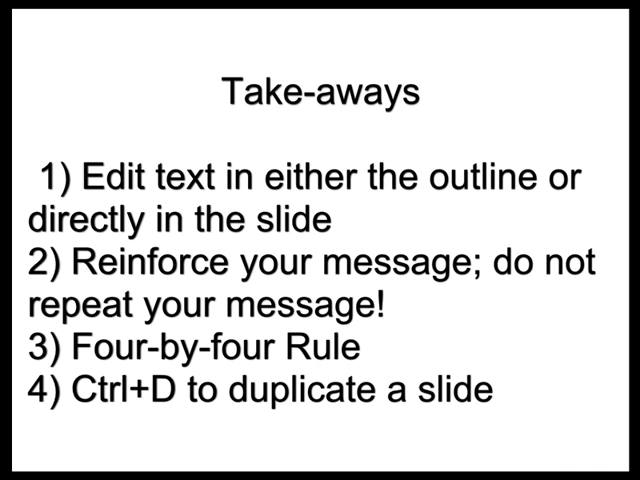 Take-aways
1) Edit text in either the outline or
directly in the slide
2) Reinforce your message; do not
repeat your message!
3) Four-by-four Rule
4) Ctrl+D to duplicate a slide